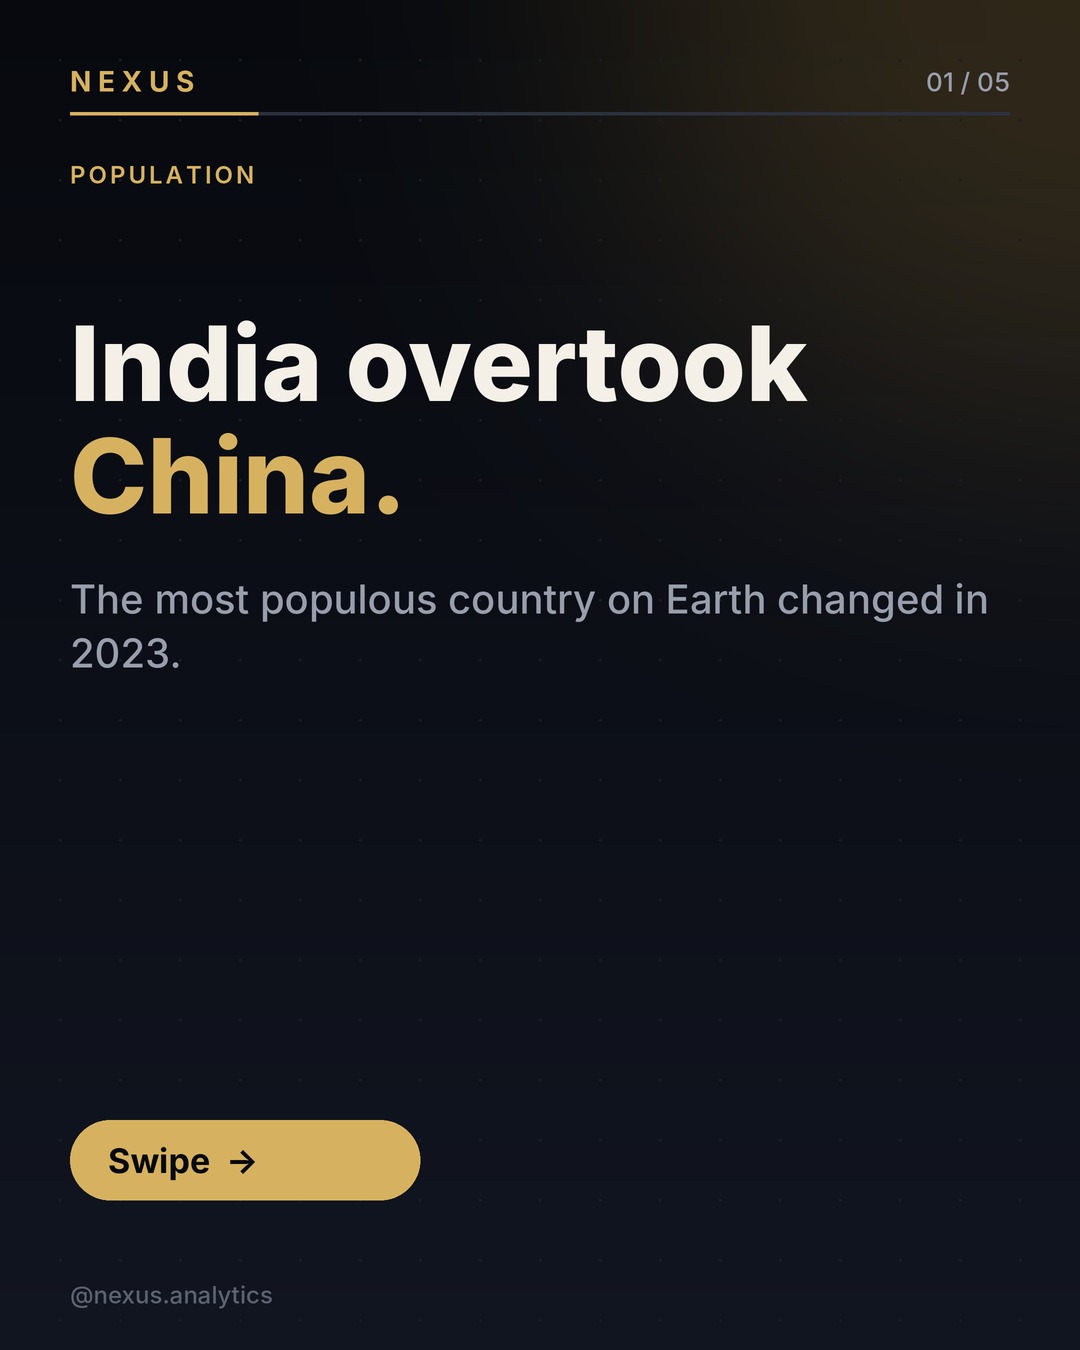 NEXUS
01 / 05
POPULATION
India overtook
China.
The most populous country on Earth changed in
2023.
Swipe →
@nexus.analytics